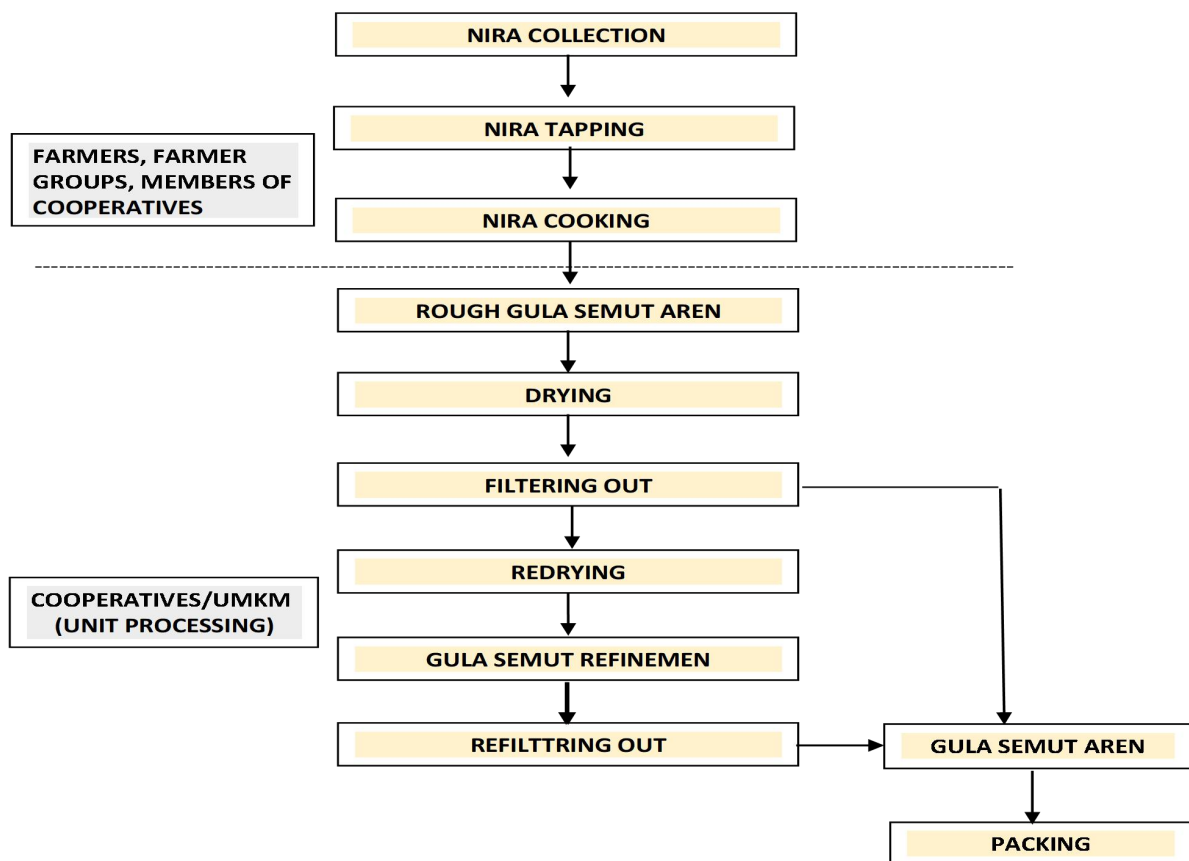 NIRA COLLECTION
NIRA TAPPING
FARMERS, FARMER
GROUPS, MEMBERS OF
COOPERATIVES
NIRA COOKING
ROUGH GULA SEMUT AREN
DRYING
FILTERING OUT
REDRYING
COOPERATIVES/UMKM
(UNIT PROCESSING)
GULA SEMUT REFINEMEN
REFILTTRING OUT
GULA SEMUT AREN
PACKING